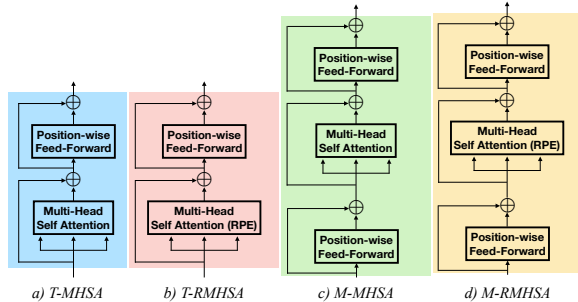 Position-wise
Feed-Forward
Multi-Head
Self Attention
a) T-MHSA
Position-wise
Feed-Forward
Multi-Head
Self Attention (RPE)
b) T-RMHSA
Position-wise
Feed-Forward
Multi-Head
Self Attention
Position-wise
Feed-Forward
c) M-MHSA
Position-wise
Feed-Forward
Multi-Head
Self Attention (RPE)
Position-wise
Feed-Forward
d) M-RMHSA